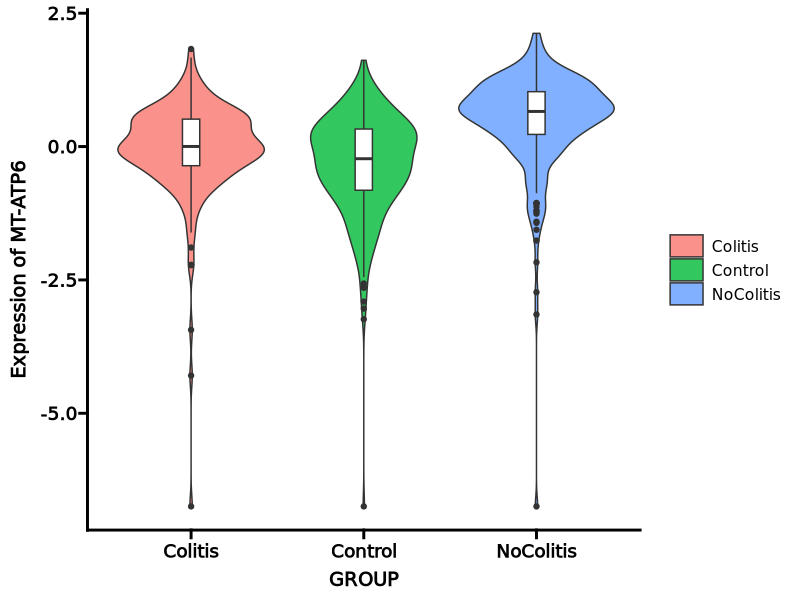 2.5
0.0
-2.5
-5.0
Expression of MT-ATP6
Colitis
Control
NoColitis
GROUP
Colitis
Control
NoColitis